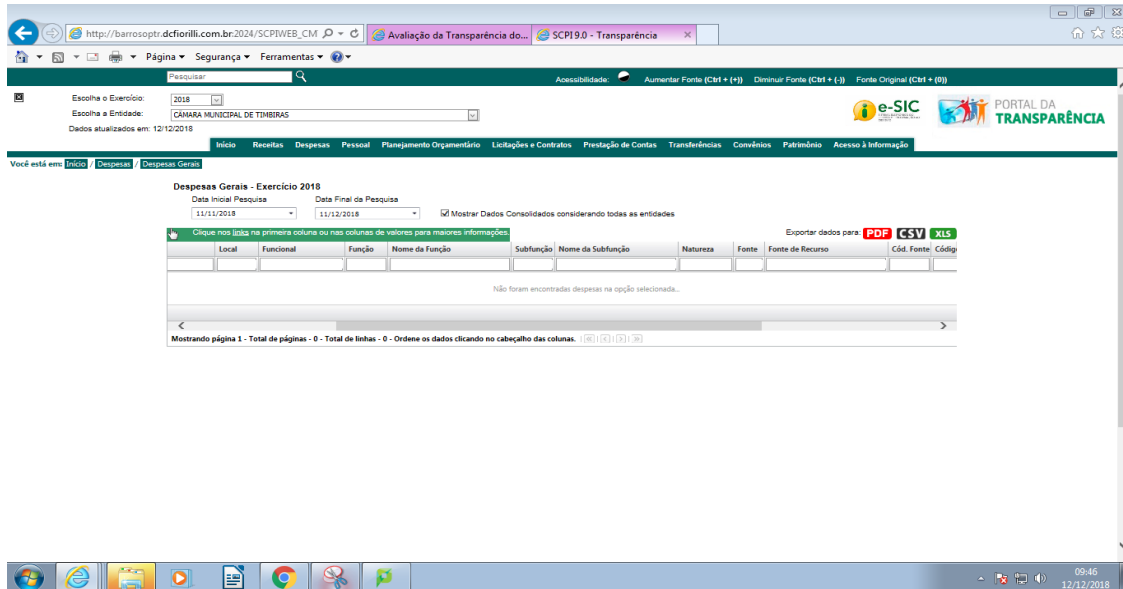 http://barrosoptr.dcfiorilli.com.br:2024/SCPIWEB_CM
Avaliação da Transparência do...
SCPI9.0 - Transparência
Página Segurança Ferramentas
Pesquisar
Acessibilidade: Aumentar Fonte (Ctrl + (+)) Diminuir Fonte (Ctrl + (-)) Fonte Original (Ctrl + (0))
Escolha o Exercício: 2018
Escolha a Entidade: CÂMARA MUNICIPAL DE TIMBIRAS
Dados atualizados em: 12/12/2018
e-SIC
PORTAL DA
TRANSPARÊNCIA
Início Receitas Despesas Pessoal Planejamento Orçamentário Licitações e Contratos Prestação de Contas Transferências Convênios Patrimônio Acesso à Informação
Você está em: Início / Despesas / Despesas Gerais
Despesas Gerais - Exercício 2018
Data Inicial Pesquisa Data Final da Pesquisa
11/11/2018 11/12/2018 Mostrar Dados Consolidados considerando todas as entidades
Clique nos links na primeira coluna ou nas colunas de valores para maiores informações.
Exportar dados para: PDF CSV XLS
Local Funcional Função Nome da Função Subfunção Nome da Subfunção Natureza Fonte Fonte de Recurso Cód. Fonte Código
Não foram encontradas despesas na opção selecionada...
Mostrando página 1 - Total de páginas - 0 - Total de linhas - 0 - Ordene os dados clicando no cabeçalho das colunas.
09:46
12/12/2018